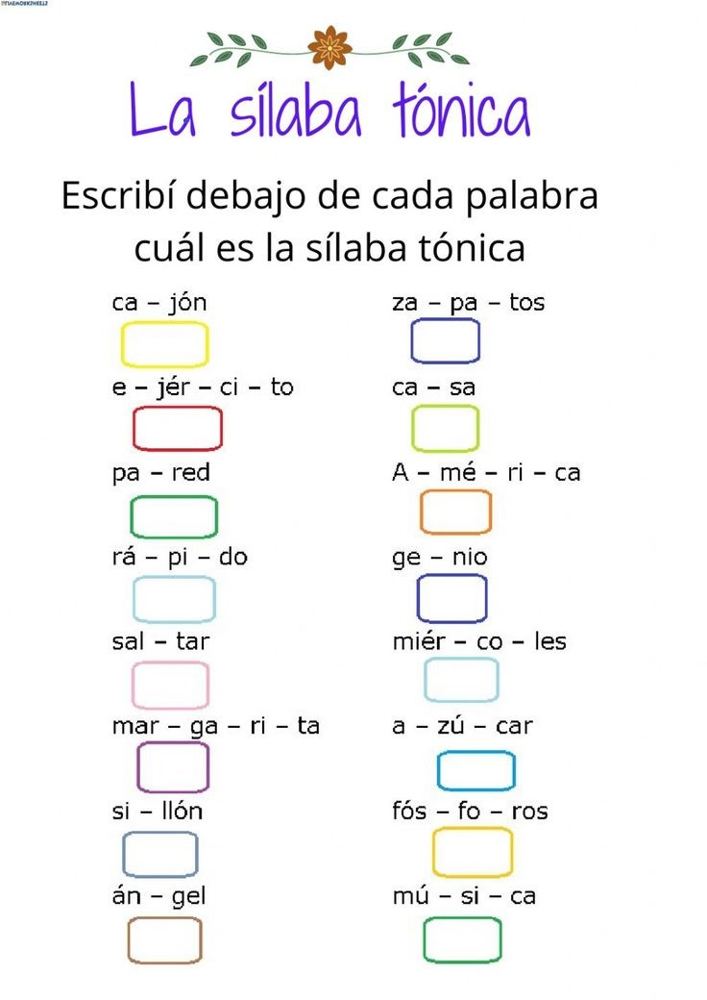 La sílaba tónica
Escribí debajo de cada palabra
cuál es la sílaba tónica
ca – jón
za – pa – tos
e – jér – ci – to
ca – sa
pa – red
A – mé – ri – ca
rá – pi – do
ge – nio
sal – tar
miér – co – les
mar – ga – ri – ta
a – zú – car
si – llón
fós – fo – ros
án – gel
mú – si – ca